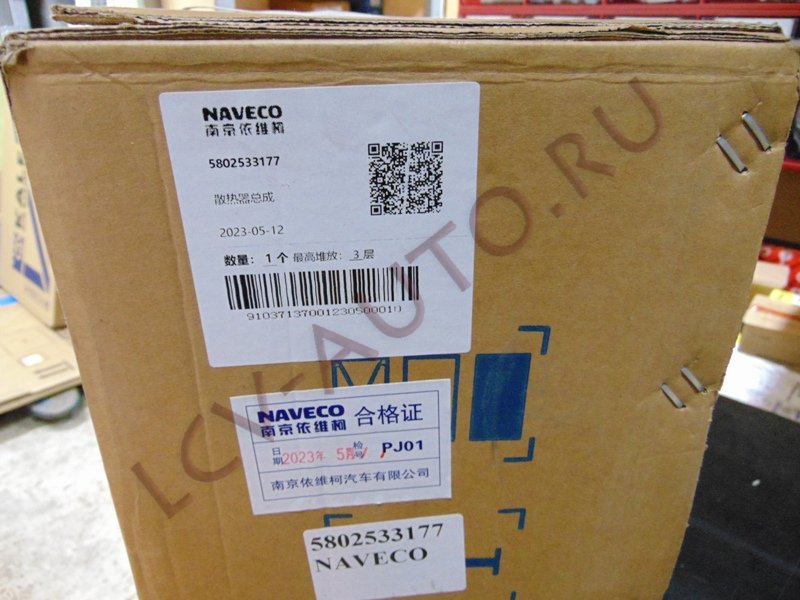 NAVECO
南京依维柯
5802533177
散热器总成
2023-05-12
数量: 1个 最高堆放: 3层
NAVECO
南京依维柯
合格证
日期 2023年 5月
检号 PJ01
南京依维柯汽车有限公司
5802533177
NAVECO
LCV-AUTO.RU